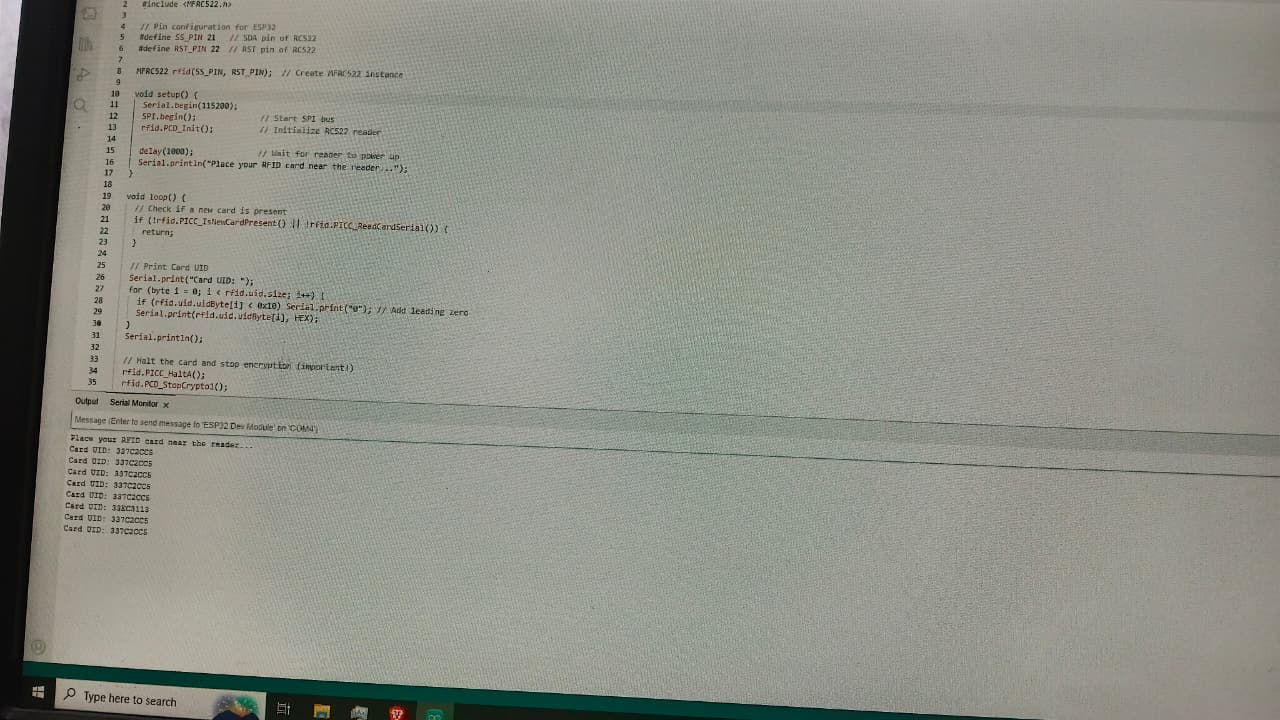 2 #include <MFRC522.h>
3
4 // Pin configuration for ESP32
5 #define SS_PIN 21 // SDA pin of RC522
6 #define RST_PIN 22 // RST pin of RC522
7
8 MFRC522 rfid(SS_PIN, RST_PIN); // Create MFRC522 instance
9
10 void setup() {
11 Serial.begin(115200);
12 SPI.begin(); // Start SPI bus
13 rfid.PCD_Init(); // Initialize RC522 reader
14
15 delay(1000); // Wait for reader to power up
16 Serial.println("Place your RFID card near the reader...");
17 }
18
19 void loop() {
20 // Check if a new card is present
21 if (!rfid.PICC_IsNewCardPresent() || !rfid.PICC_ReadCardSerial()) {
22 return;
23 }
24
25 // Print Card UID
26 Serial.print("Card UID: ");
27 for (byte i = 0; i < rfid.uid.size; i++) {
28 if (rfid.uid.uidByte[i] < 0x10) Serial.print("0"); // Add leading zero
29 Serial.print(rfid.uid.uidByte[i], HEX);
30 }
31 Serial.println();
32
33 // Halt the card and stop encryption (important!)
34 rfid.PICC_HaltA();
35 rfid.PCD_StopCrypto1();
Output Serial Monitor x
Message (Enter to send message to 'ESP32 Dev Module' on 'COM4')
Place your RFID card near the reader...
Card UID: 337C2CC5
Card UID: 337C2CC5
Card UID: 337C2CC5
Card UID: 337C2CC5
Card UID: 337C2CC5
Card UID: 33EC3113
Card UID: 337C2CC5
Card UID: 337C2CC5
Type here to search